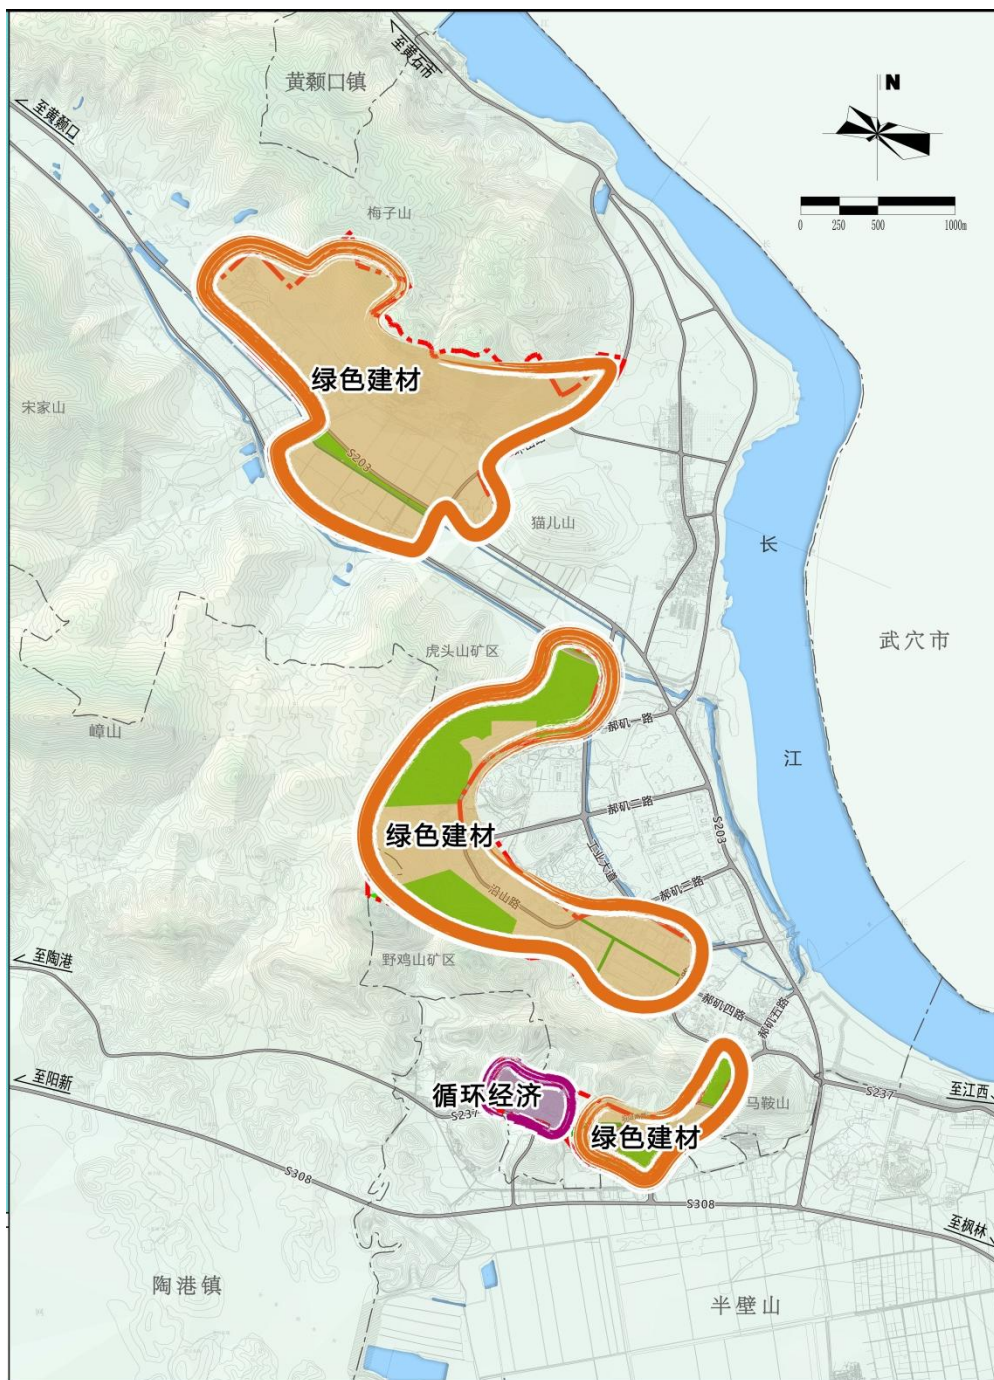 至黄石市
黄颡口镇
N
至黄颡口
0 250 500 1000m
梅子山
绿色建材
宋家山
S203
猫儿山
长
武穴市
虎头山矿区
嶂山
郝矶一路
江
郝矶二路
S203
绿色建材
工业大道
郝矶三路
沿山路
野鸡山矿区
至陶港
郝矶四路
郝矶五路
至阳新
循环经济
S237
马鞍山
S237
至江西
绿色建材
S308
S308
至枫林
陶港镇
半壁山